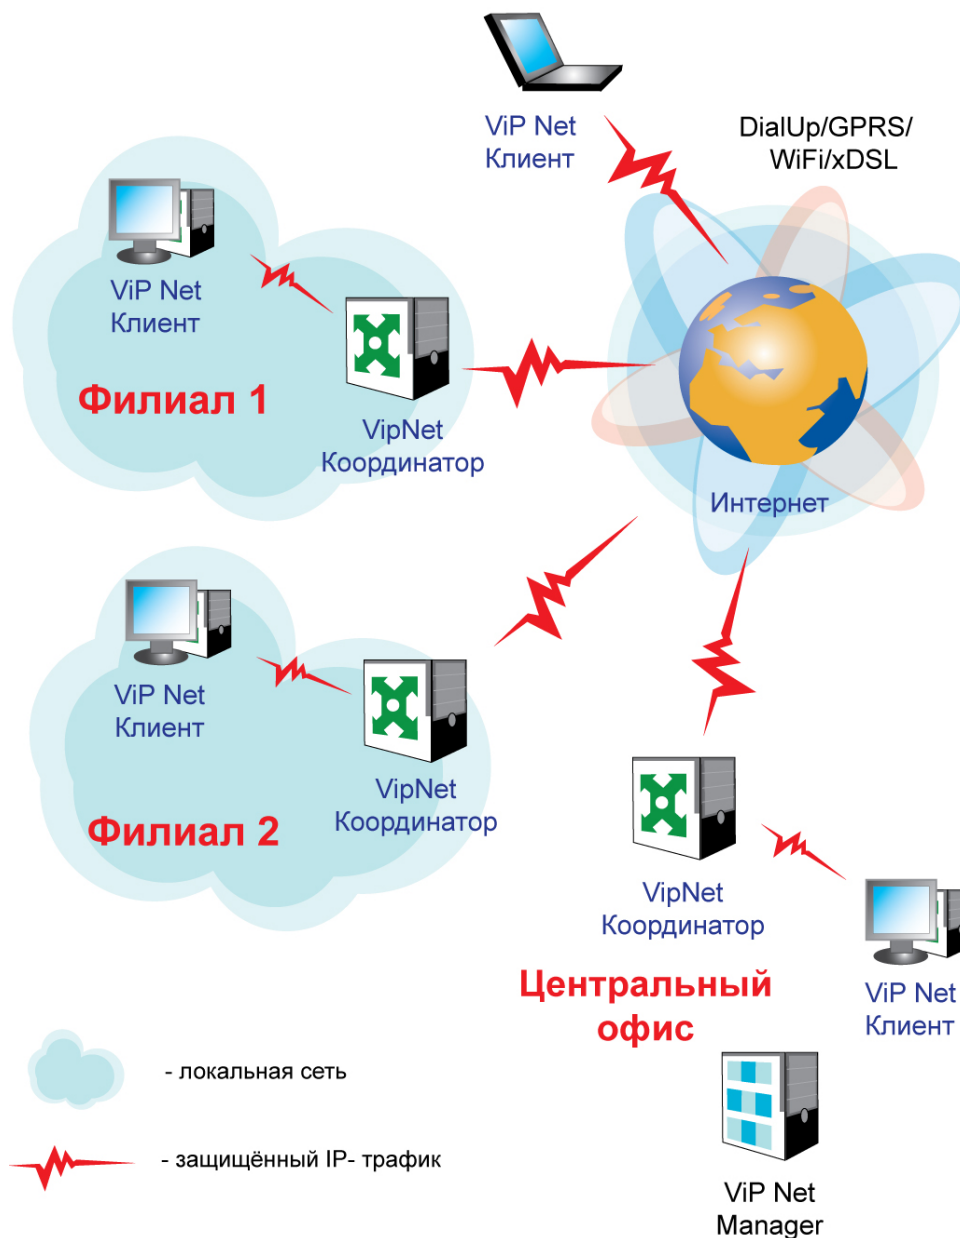 ViP Net
Клиент
DialUp/GPRS/
WiFi/xDSL
ViP Net
Клиент
Филиал 1
VipNet
Координатор
Интернет
ViP Net
Клиент
VipNet
Координатор
Филиал 2
VipNet
Координатор
Центральный
офис
ViP Net
Клиент
- локальная сеть
- защищённый IP- трафик
ViP Net
Manager